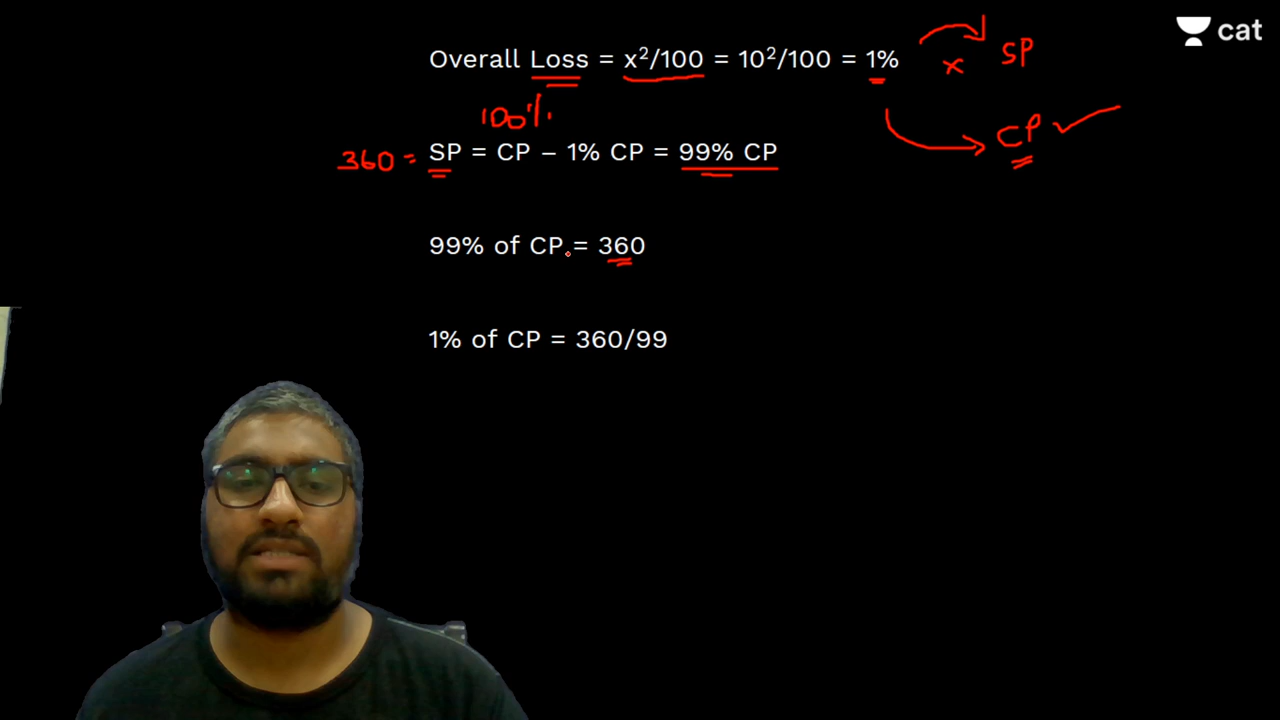 cat
Overall Loss = x²/100 = 10²/100 = 1%
x SP
100%
CP
360 = SP = CP – 1% CP = 99% CP
99% of CP = 360
1% of CP = 360/99